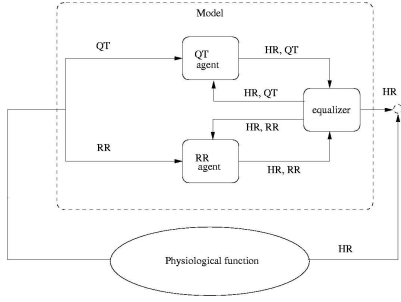 Model
QT
QT
agent
HR, QT
HR, QT
HR
equalizer
HR, RR
RR
RR
agent
HR, RR
Physiological function
HR